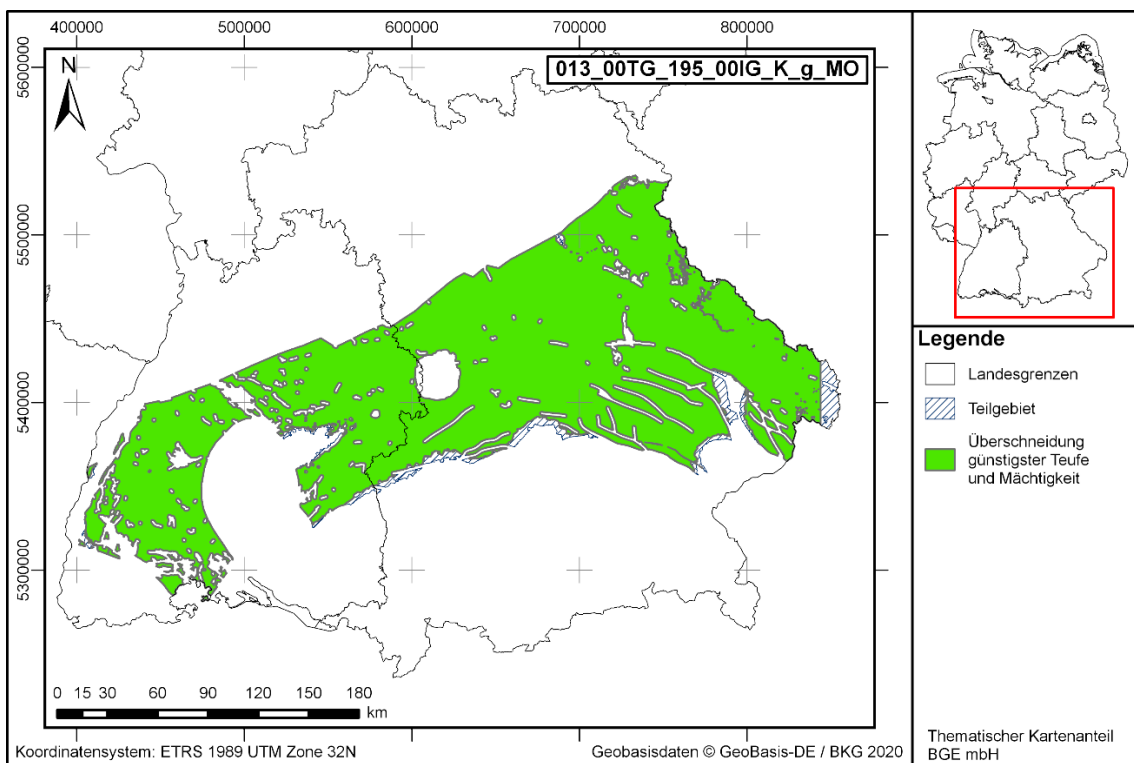 400000 500000 600000 700000 800000
5600000
5500000
5400000
5300000
013_00TG_195_00IG_K_g_MO
N
0 15 30 60 90 120 150 180
km
Koordinatensystem: ETRS 1989 UTM Zone 32N
Geobasisdaten © GeoBasis-DE / BKG 2020
Legende
Landesgrenzen
Teilgebiet
Überschneidung
günstigster Teufe
und Mächtigkeit
Thematischer Kartenanteil
BGE mbH